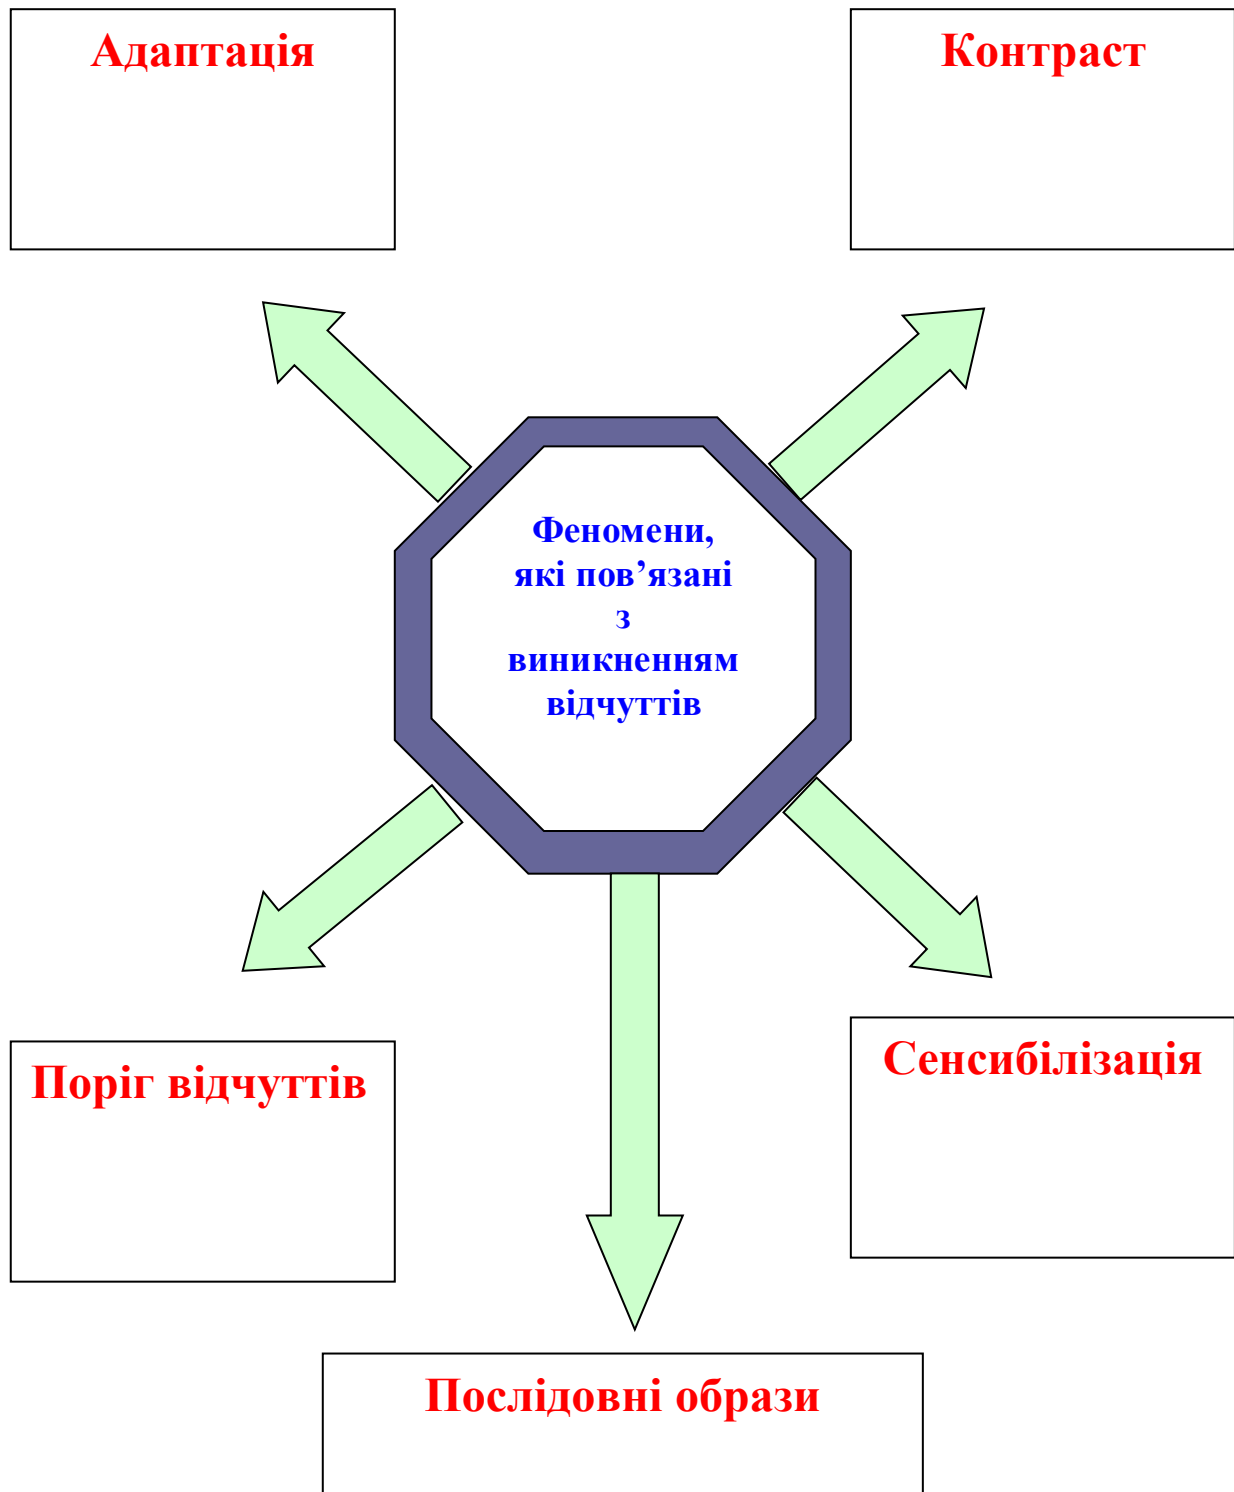 Адаптація
Контраст
Феномени,
які пов’язані
з
виникненням
відчуттів
Поріг відчуттів
Сенсибілізація
Послідовні образи